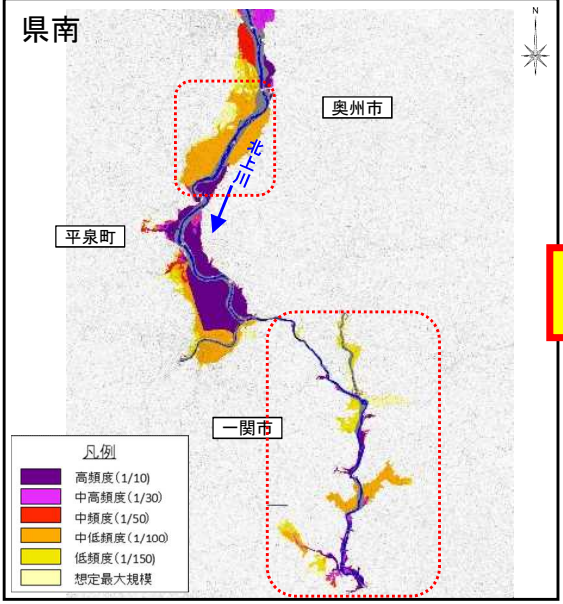 県南
N
奥州市
北上川
平泉町
一関市
凡例
高頻度(1/10)
中高頻度(1/30)
中頻度(1/50)
中低頻度(1/100)
低頻度(1/150)
想定最大規模